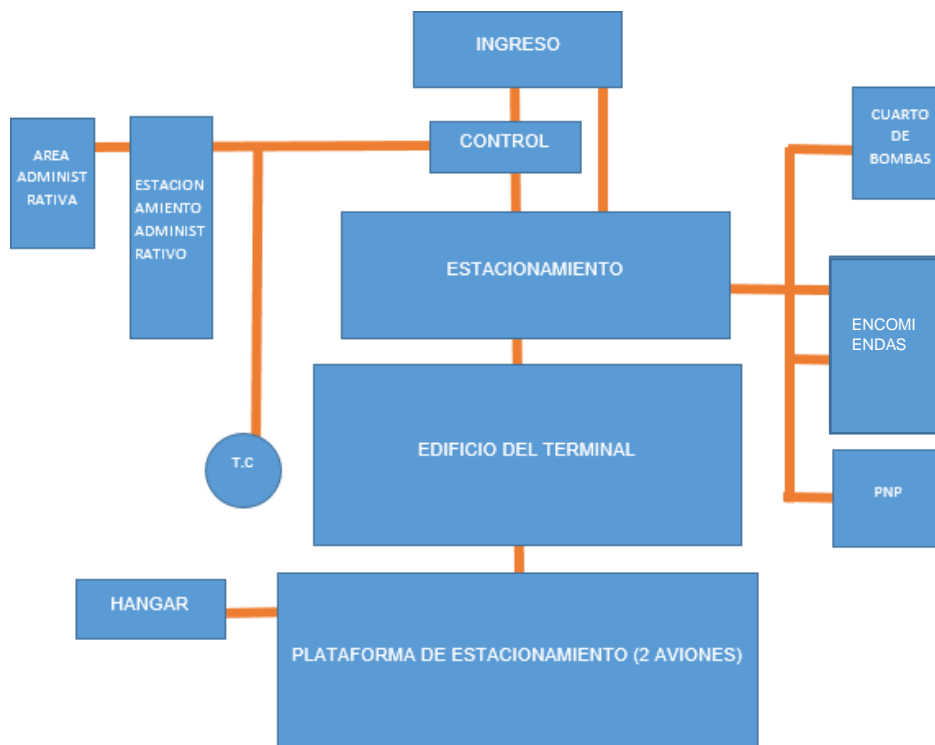 INGRESO
CONTROL
CUARTO
DE
BOMBAS
AREA
ADMINIST
RATIVA
ESTACION
AMIENTO
ADMINIST
RATIVO
ESTACIONAMIENTO
ENCOMI
ENDAS
EDIFICIO DEL TERMINAL
T.C
PNP
HANGAR
PLATAFORMA DE ESTACIONAMIENTO (2 AVIONES)